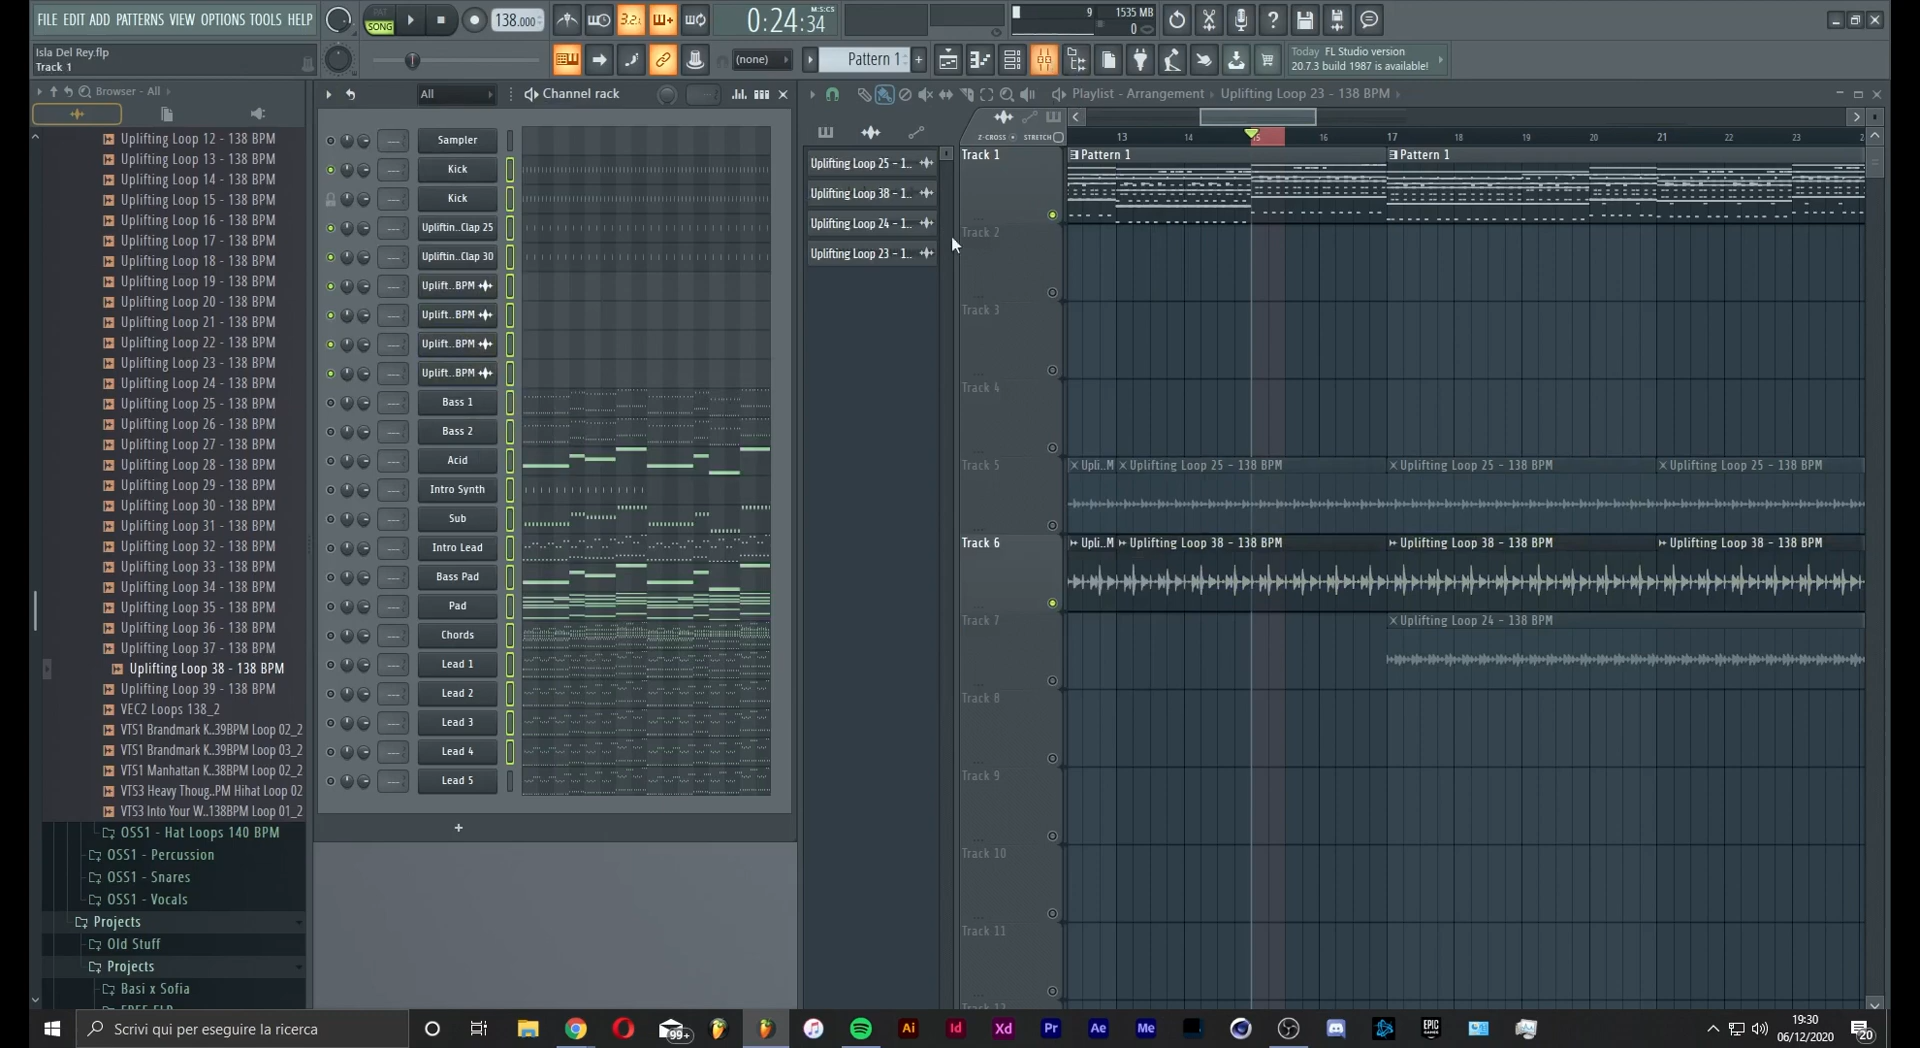 FILE EDIT ADD PATTERNS VIEW OPTIONS TOOLS HELP
PAT
SONG
138.000
3.2.
0:24:34
M:S:CS
9
1535 MB
0
Isla Del Rey.flp
Track 1
(none)
Pattern 1
Today FL Studio version
20.7.3 build 1987 is available!
Browser - All
All
Channel rack
Playlist - Arrangement › Uplifting Loop 23 - 138 BPM
Uplifting Loop 12 - 138 BPM
Uplifting Loop 13 - 138 BPM
Uplifting Loop 14 - 138 BPM
Uplifting Loop 15 - 138 BPM
Uplifting Loop 16 - 138 BPM
Uplifting Loop 17 - 138 BPM
Uplifting Loop 18 - 138 BPM
Uplifting Loop 19 - 138 BPM
Uplifting Loop 20 - 138 BPM
Uplifting Loop 21 - 138 BPM
Uplifting Loop 22 - 138 BPM
Uplifting Loop 23 - 138 BPM
Uplifting Loop 24 - 138 BPM
Uplifting Loop 25 - 138 BPM
Uplifting Loop 26 - 138 BPM
Uplifting Loop 27 - 138 BPM
Uplifting Loop 28 - 138 BPM
Uplifting Loop 29 - 138 BPM
Uplifting Loop 30 - 138 BPM
Uplifting Loop 31 - 138 BPM
Uplifting Loop 32 - 138 BPM
Uplifting Loop 33 - 138 BPM
Uplifting Loop 34 - 138 BPM
Uplifting Loop 35 - 138 BPM
Uplifting Loop 36 - 138 BPM
Uplifting Loop 37 - 138 BPM
Uplifting Loop 38 - 138 BPM
Uplifting Loop 39 - 138 BPM
VEC2 Loops 138_2
VTS1 Brandmark K..39BPM Loop 02_2
VTS1 Brandmark K..39BPM Loop 03_2
VTS1 Manhattan K..38BPM Loop 02_2
VTS3 Heavy Thoug..PM Hihat Loop 02
VTS3 Into Your W..138BPM Loop 01_2
OSS1 - Hat Loops 140 BPM
OSS1 - Percussion
OSS1 - Snares
OSS1 - Vocals
Projects
Old Stuff
Projects
Basi x Sofia
Sampler
Kick
Kick
Upliftin..Clap 25
Upliftin..Clap 30
Uplift..BPM
Uplift..BPM
Uplift..BPM
Uplift..BPM
Bass 1
Bass 2
Acid
Intro Synth
Sub
Intro Lead
Bass Pad
Pad
Chords
Lead 1
Lead 2
Lead 3
Lead 4
Lead 5
+
Uplifting Loop 25 - 1..
Uplifting Loop 38 - 1..
Uplifting Loop 24 - 1..
Uplifting Loop 23 - 1..
Z-CROSS STRETCH
13 14 15 16 17 18 19 20 21 22 23
Track 1
Pattern 1
Pattern 1
Track 2
Track 3
Track 4
Track 5
Upli..M Uplifting Loop 25 - 138 BPM
Uplifting Loop 25 - 138 BPM
Uplifting Loop 25 - 138 BPM
Track 6
Upli..M Uplifting Loop 38 - 138 BPM
Uplifting Loop 38 - 138 BPM
Uplifting Loop 38 - 138 BPM
Track 7
Uplifting Loop 24 - 138 BPM
Track 8
Track 9
Track 10
Track 11
Scrivi qui per eseguire la ricerca
99+
Ai
Id
Xd
Pr
Ae
Me
EPIC
GAMES
19:30
06/12/2020
20